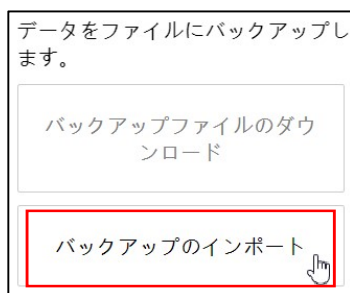 データをファイルにバックアップし
ます。
バックアップファイルのダウ
ンロード
バックアップのインポート